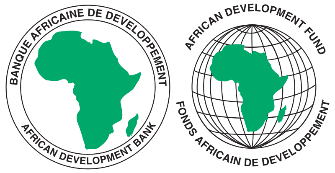 BANQUE AFRICAINE DE DEVELOPPEMENT
AFRICAN DEVELOPMENT BANK
AFRICAN DEVELOPMENT FUND
FONDS AFRICAIN DE DEVELOPPEMENT